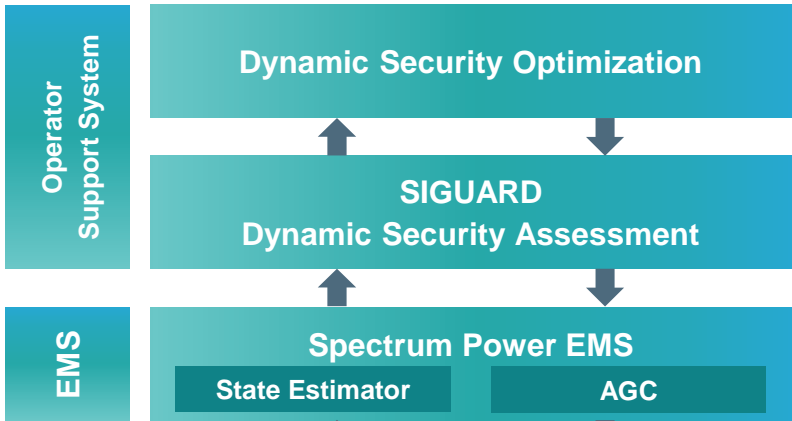 Operator
Support System
Dynamic Security Optimization
SIGUARD
Dynamic Security Assessment
EMS
Spectrum Power EMS
State Estimator
AGC